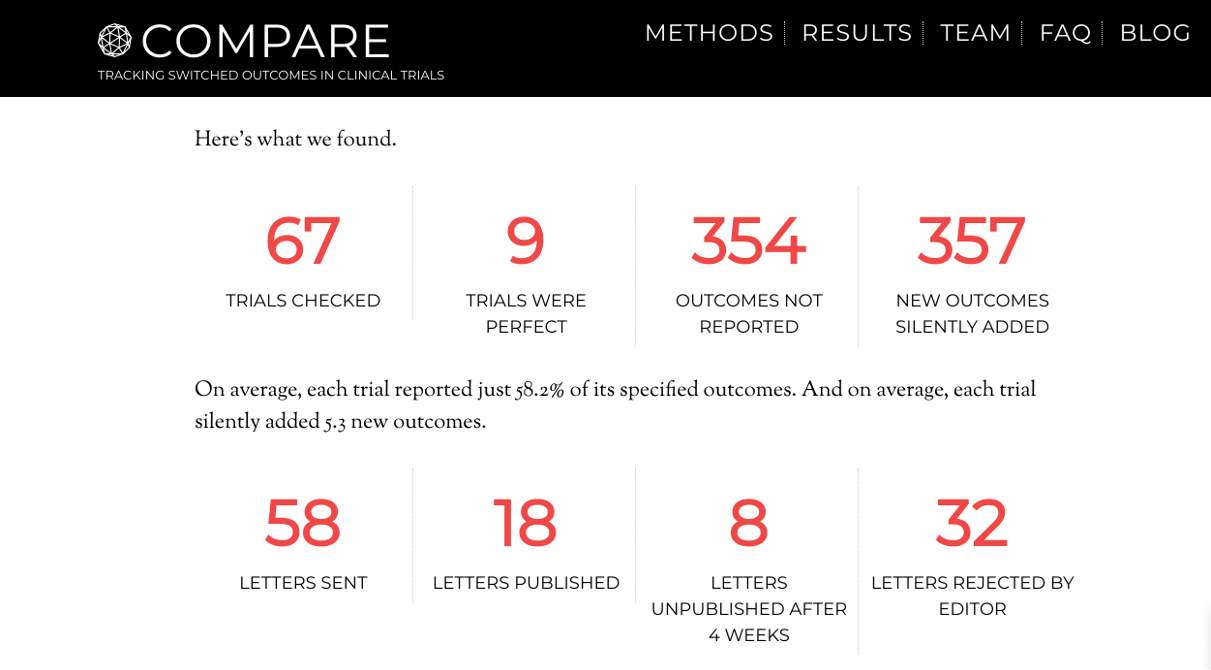 COMPARE
TRACKING SWITCHED OUTCOMES IN CLINICAL TRIALS
METHODS RESULTS TEAM FAQ BLOG
Here's what we found.
67
TRIALS CHECKED
9
TRIALS WERE
PERFECT
354
OUTCOMES NOT
REPORTED
357
NEW OUTCOMES
SILENTLY ADDED
On average, each trial reported just 58.2% of its specified outcomes. And on average, each trial
silently added 5.3 new outcomes.
58
LETTERS SENT
18
LETTERS PUBLISHED
8
LETTERS
UNPUBLISHED AFTER
4 WEEKS
32
LETTERS REJECTED BY
EDITOR